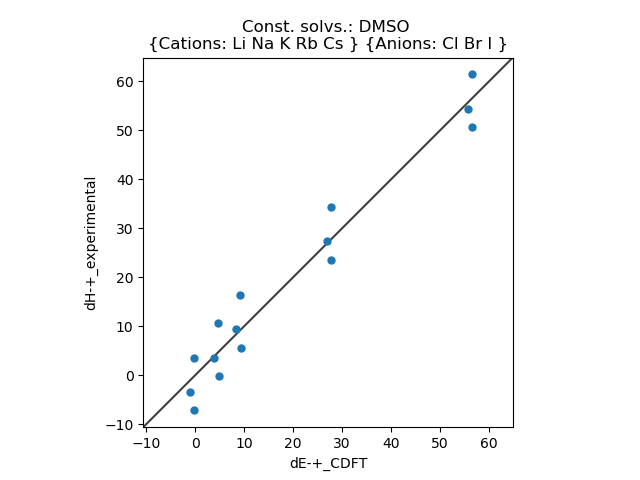 Const. solvs.: DMSO
{Cations: Li Na K Rb Cs } {Anions: Cl Br I }
60
50
40
30
20
10
0
−10
dH-+_experimental
−10 0 10 20 30 40 50 60
dE-+_CDFT